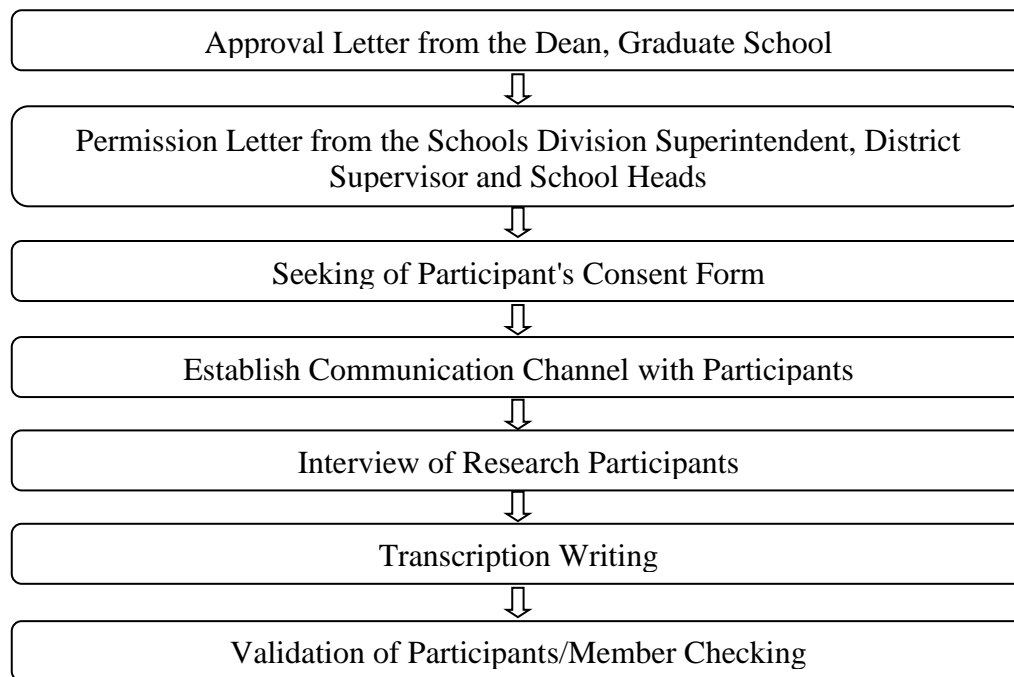 Approval Letter from the Dean, Graduate School
Permission Letter from the Schools Division Superintendent, District
Supervisor and School Heads
Seeking of Participant's Consent Form
Establish Communication Channel with Participants
Interview of Research Participants
Transcription Writing
Validation of Participants/Member Checking